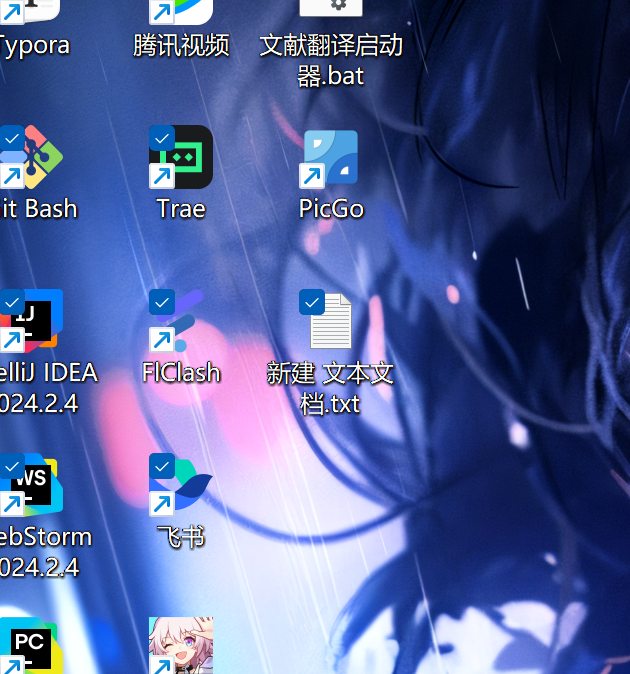 Typora
腾讯视频
文献翻译启动
器.bat
it Bash
Trae
PicGo
IJ
elliJ IDEA
024.2.4
FlClash
新建 文本文
档.txt
WS
ebStorm
024.2.4
飞书
PC